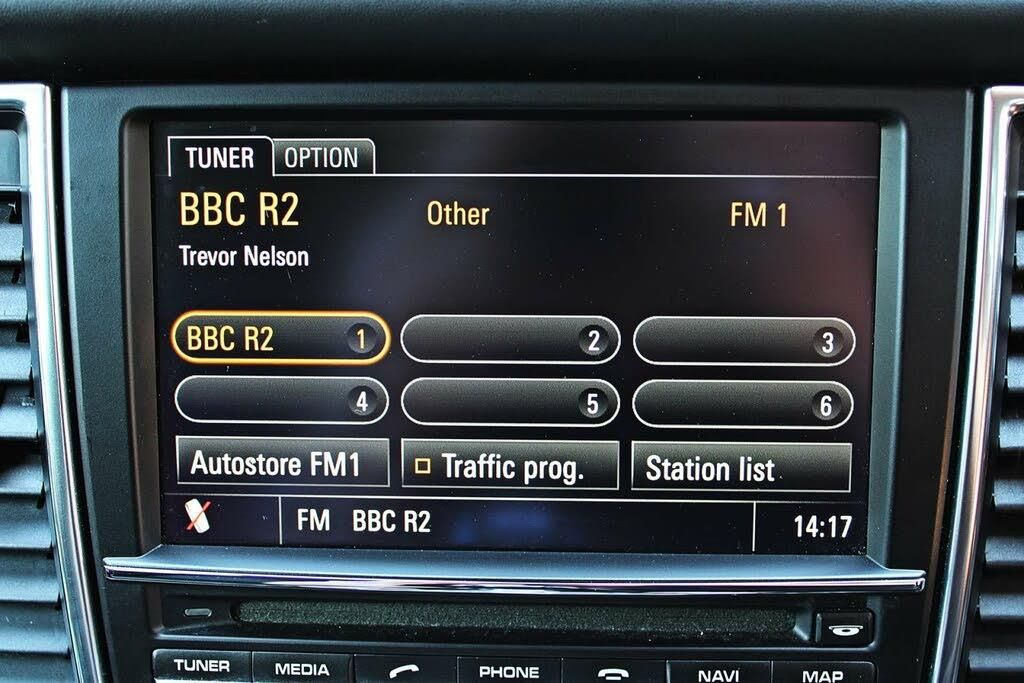 TUNER OPTION
BBC R2 Other FM 1
Trevor Nelson
BBC R2 1 2 3
4 5 6
Autostore FM1 Traffic prog. Station list
FM BBC R2 14:17
TUNER MEDIA PHONE NAVI MAP